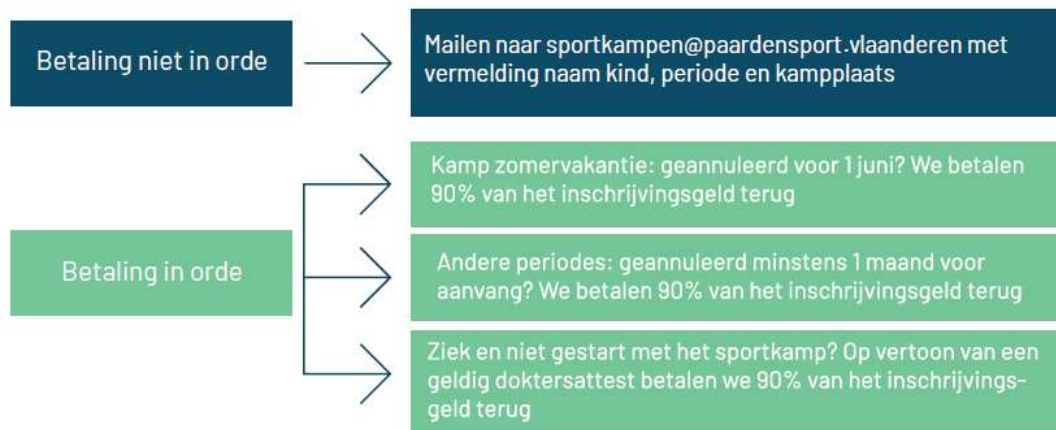 Betaling niet in orde
Mailen naar sportkampen@paardensport.vlaanderen met
vermelding naam kind, periode en kampplaats
Betaling in orde
Kamp zomervakantie: geannuleerd voor 1 juni? We betalen
90% van het inschrijvingsgeld terug
Andere periodes: geannuleerd minstens 1 maand voor
aanvang? We betalen 90% van het inschrijvingsgeld terug
Ziek en niet gestart met het sportkamp? Op vertoon van een
geldig doktersattest betalen we 90% van het inschrijvings-
geld terug